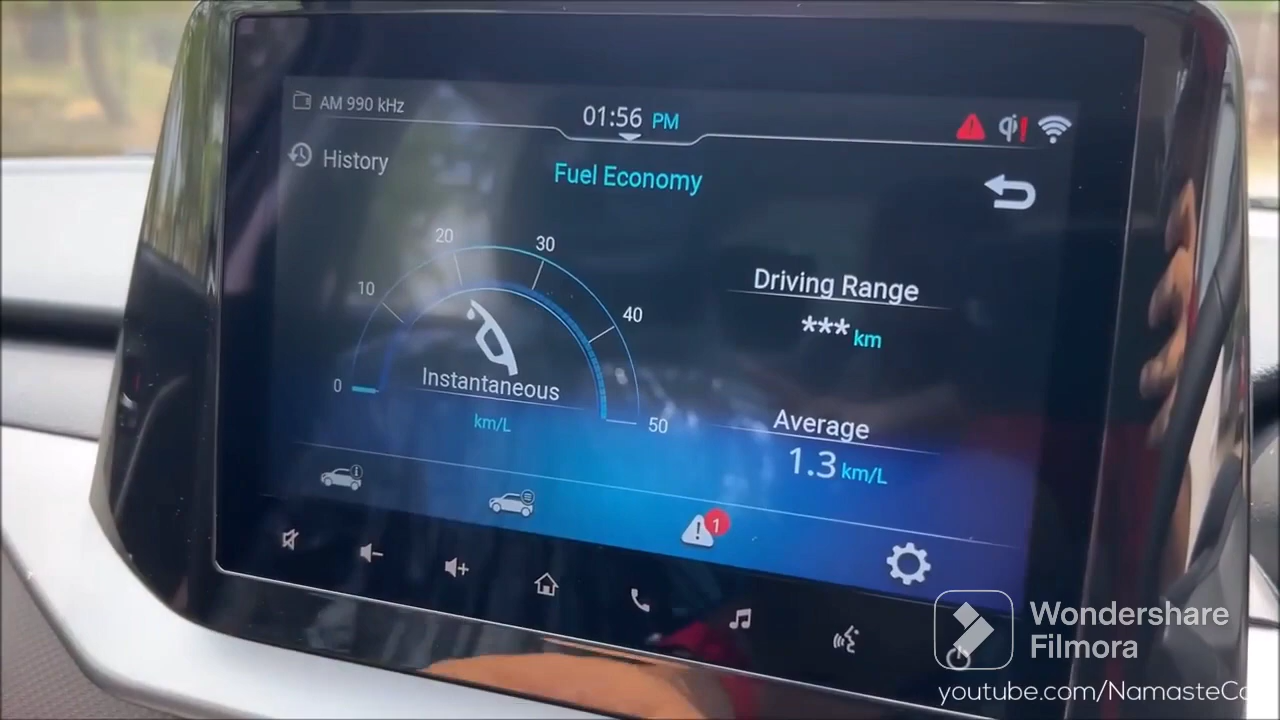 AM 990 kHz
01:56 PM
History
Fuel Economy
0
10
20
30
40
50
Instantaneous
km/L
Driving Range
*** km
Average
1.3 km/L
1
Wondershare
Filmora
youtube.com/NamasteCa